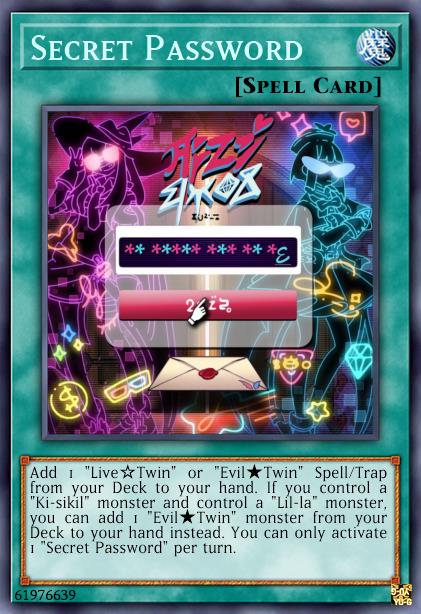 Secret Password
魔
[Spell Card]
** ***** *** ** *
Add 1 "Live☆Twin" or "Evil★Twin" Spell/Trap
from your Deck to your hand. If you control a
"Ki-sikil" monster and control a "Lil-la" monster,
you can add 1 "Evil★Twin" monster from your
Deck to your hand instead. You can only activate
1 "Secret Password" per turn.
61976639